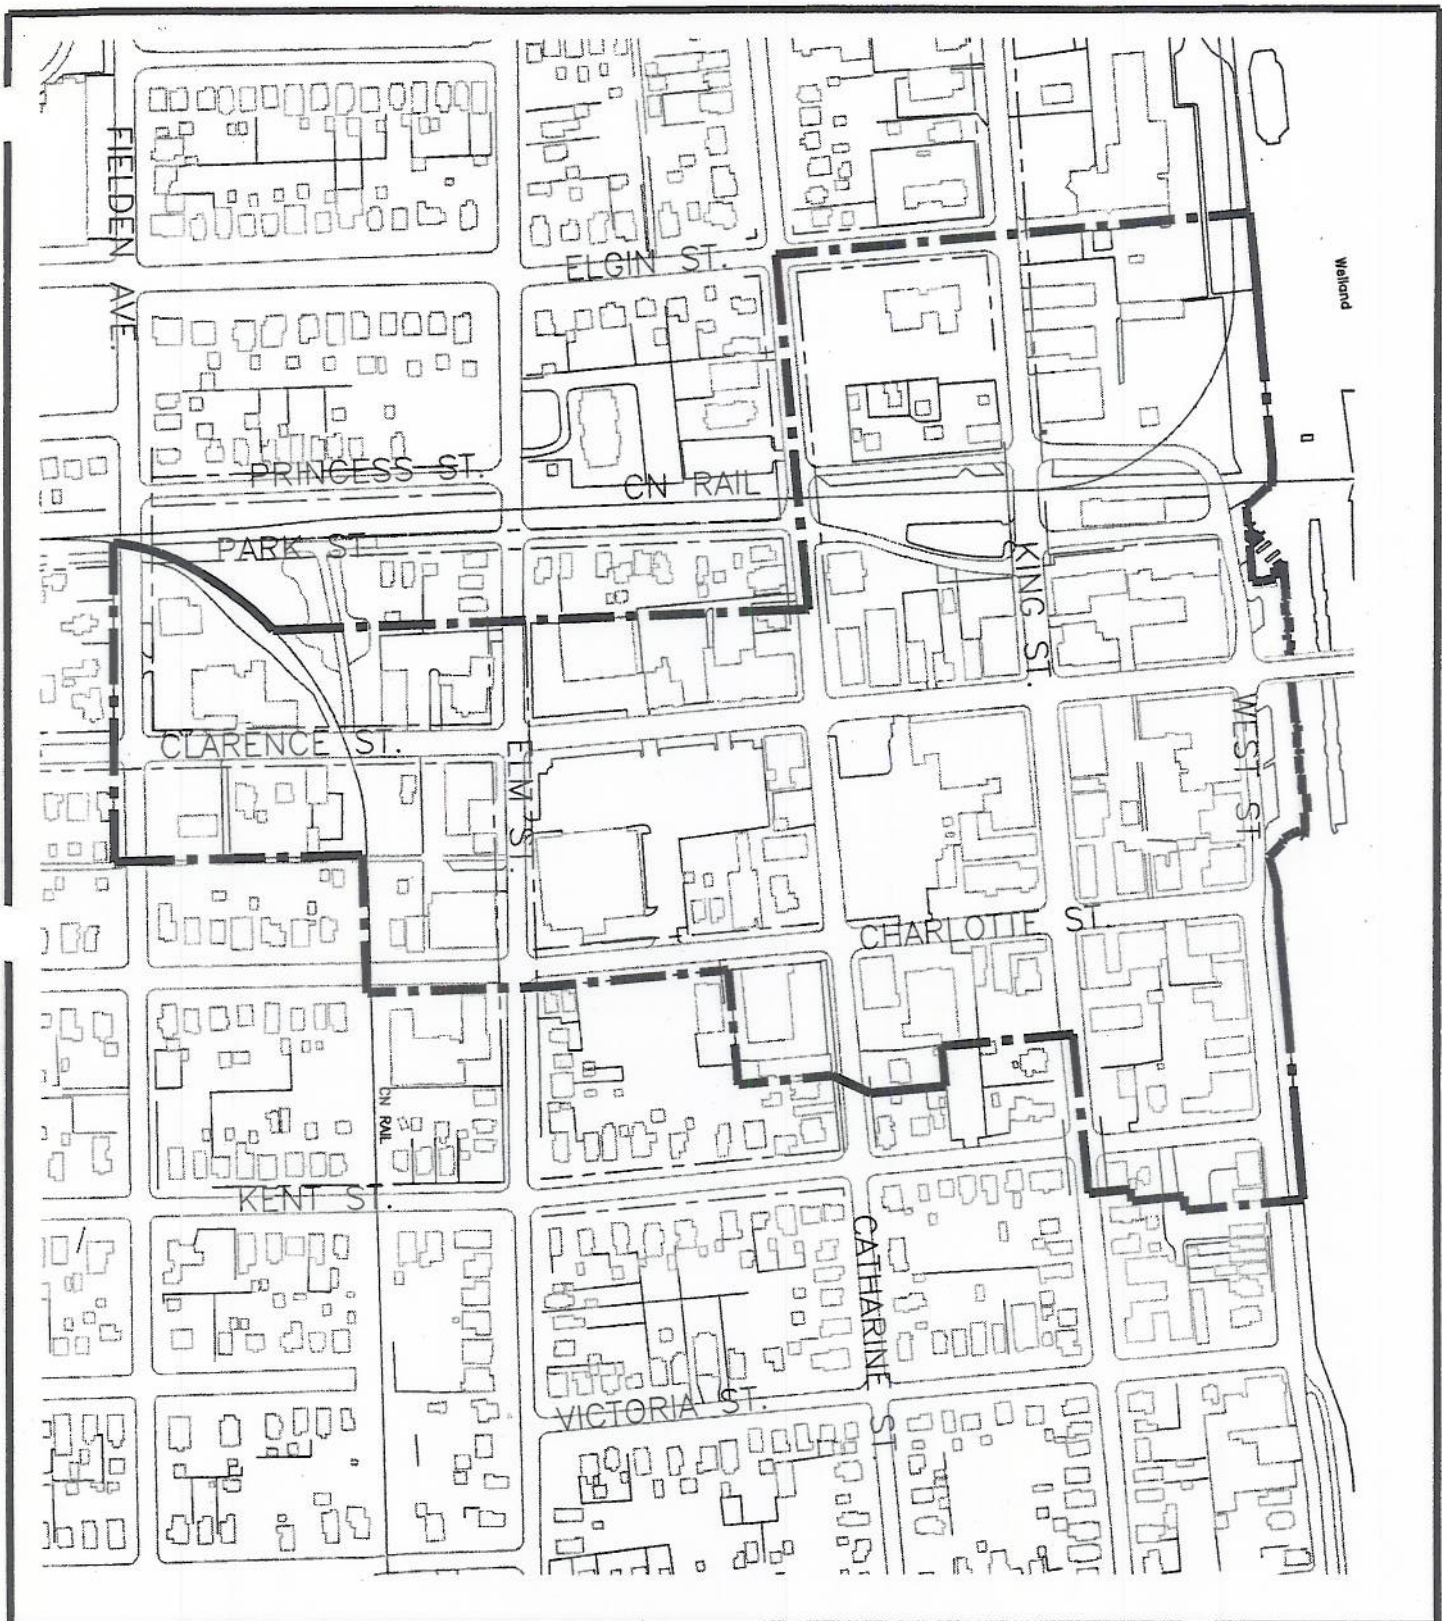 FIELDEN AVE.
ELGIN ST.
Welland
PRINCESS ST.
CN RAIL
PARK ST.
KING ST.
CLARENCE ST.
ELM S.
WEST ST.
CHARLOTTE ST.
CN RAIL
KENT ST.
CATHARINE ST.
VICTORIA ST.